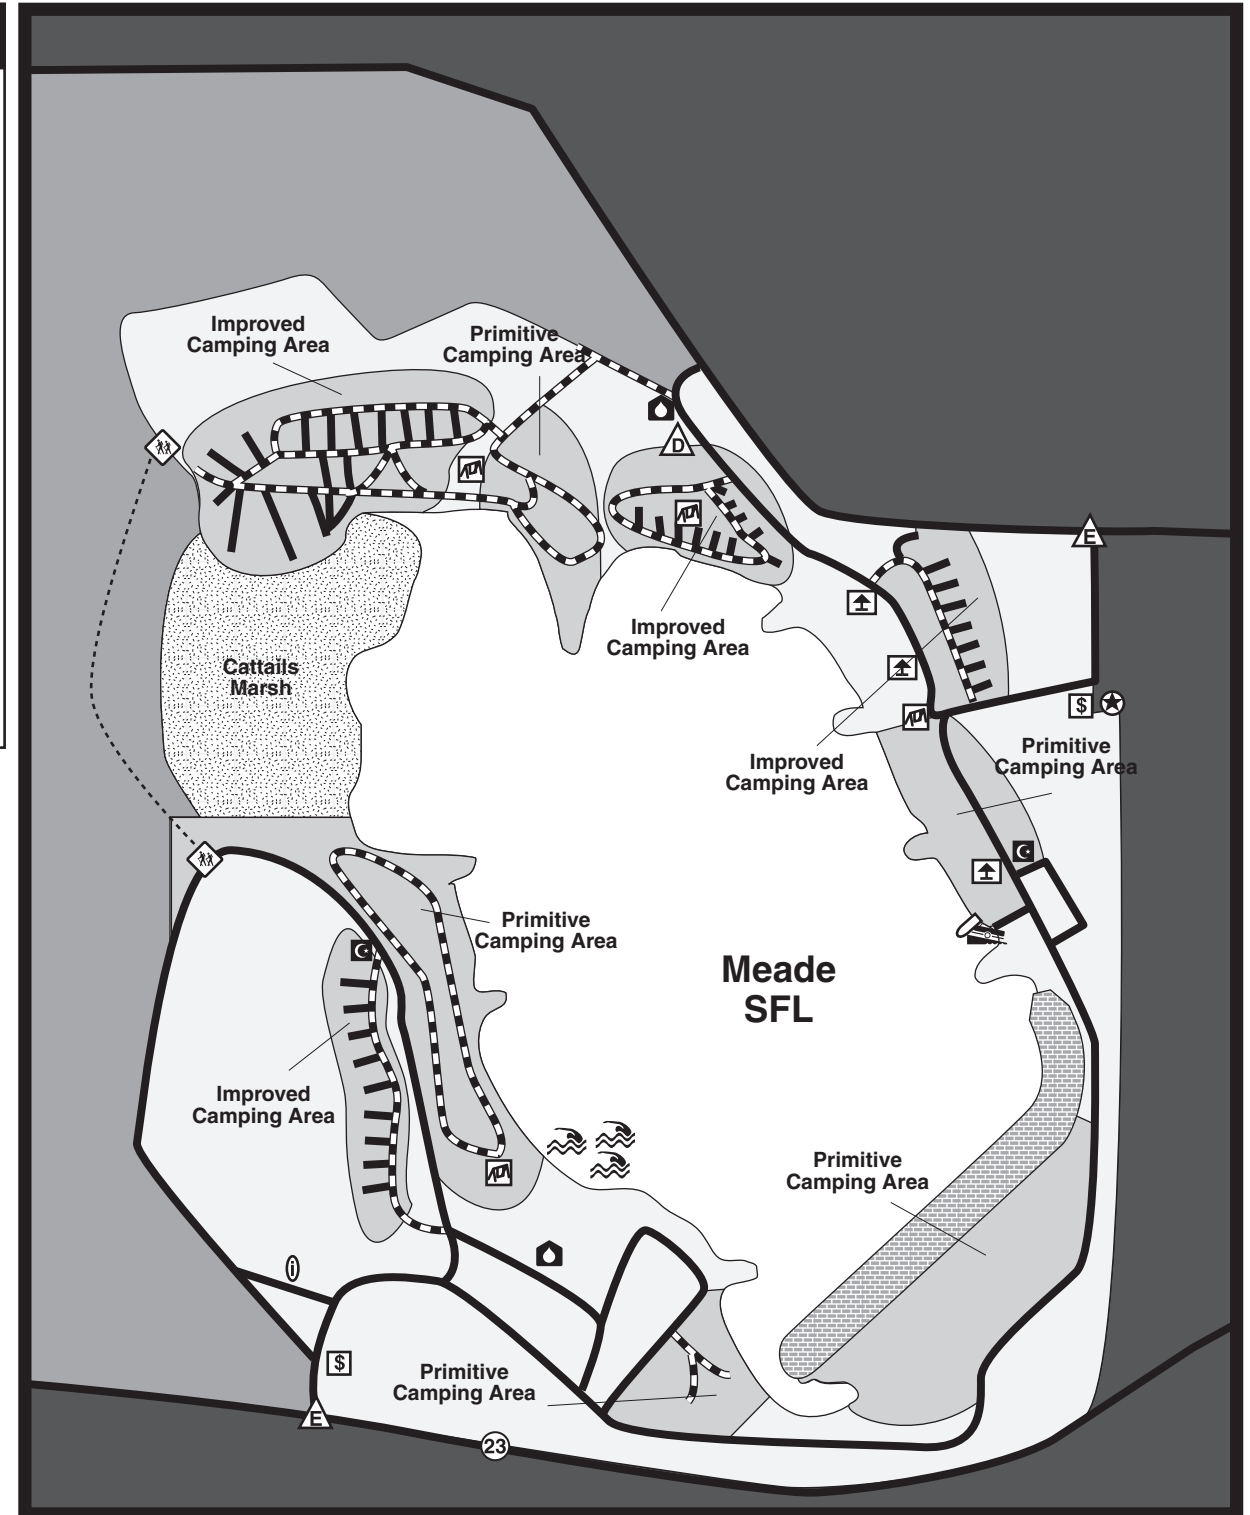 Improved
Camping Area
Primitive
Camping Area
D
E
Improved
Camping Area
Cattails
Marsh
$
Primitive
Camping Area
Improved
Camping Area
Primitive
Camping Area
Meade
SFL
Improved
Camping Area
Primitive
Camping Area
i
$
Primitive
Camping Area
E
23